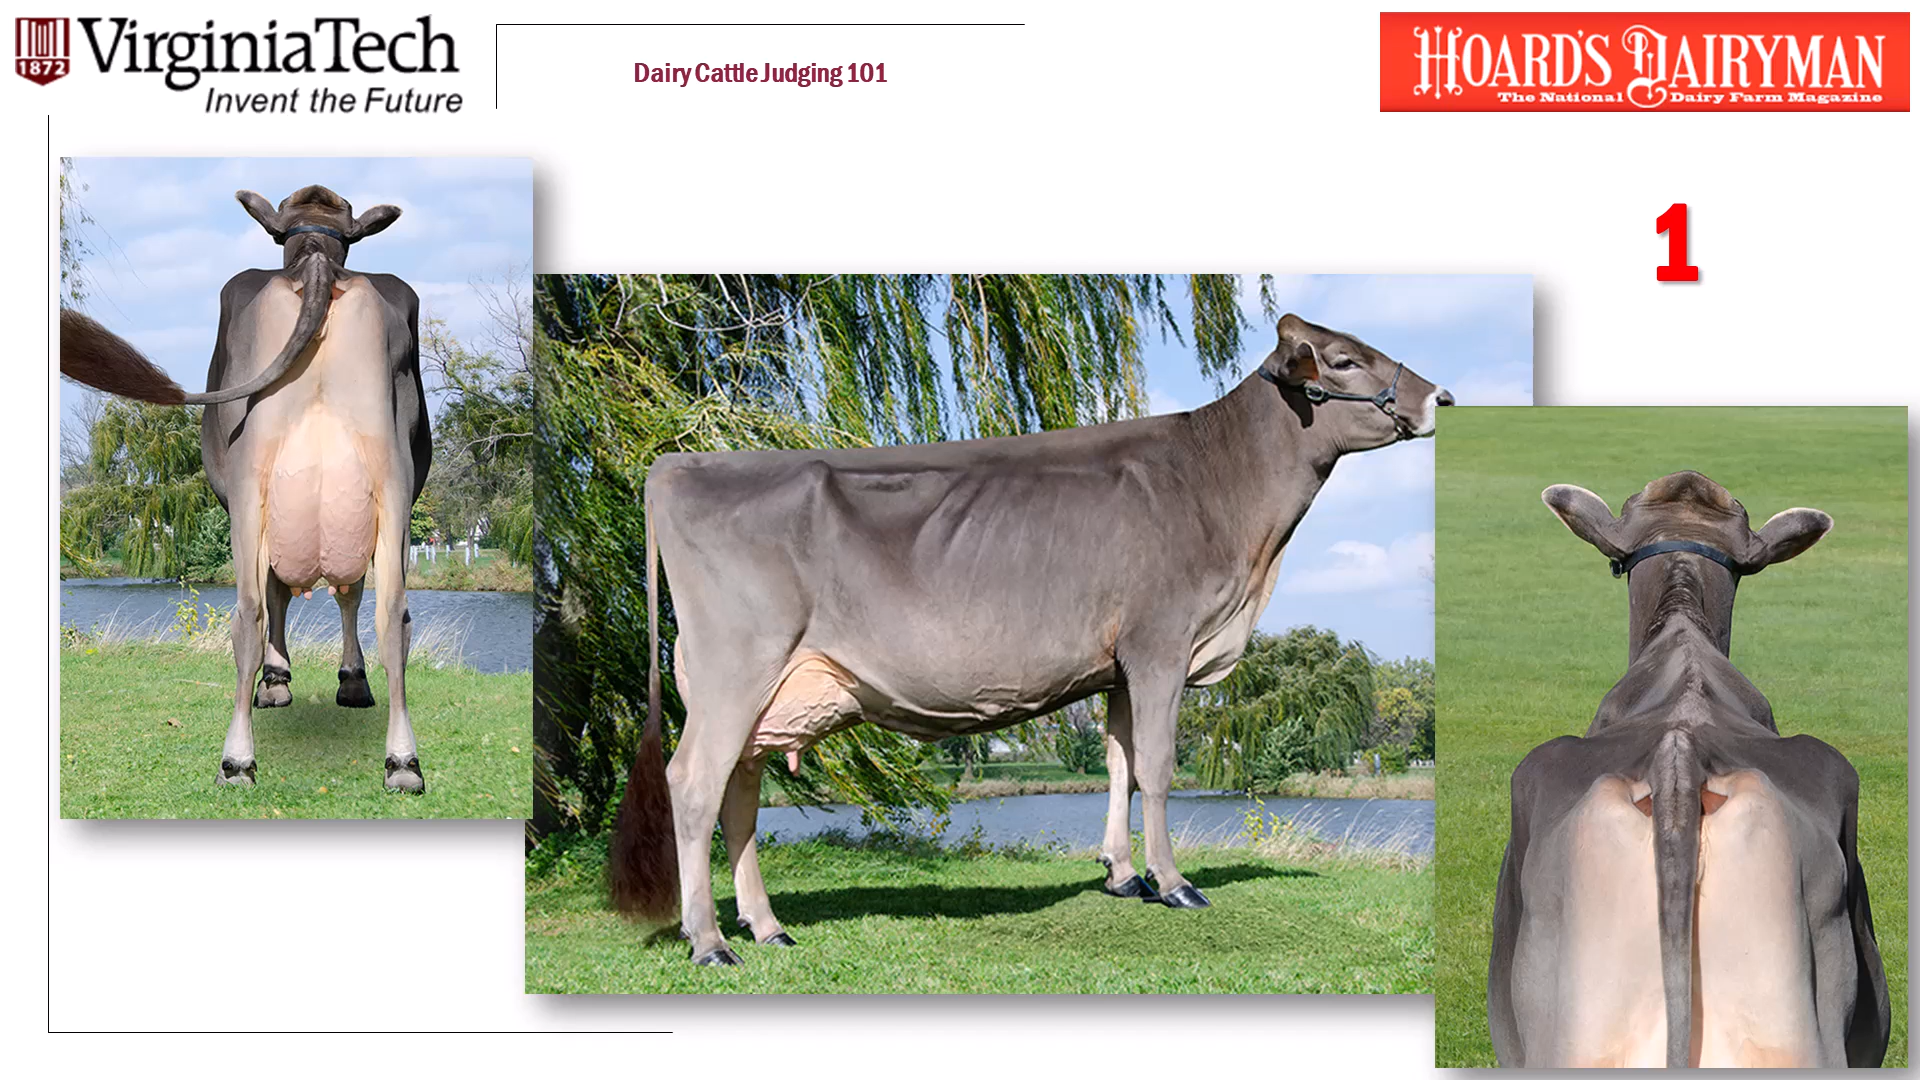 VirginiaTech
1872
Invent the Future
Dairy Cattle Judging 101
HOARD'S DAIRYMAN
The National Dairy Farm Magazine
1